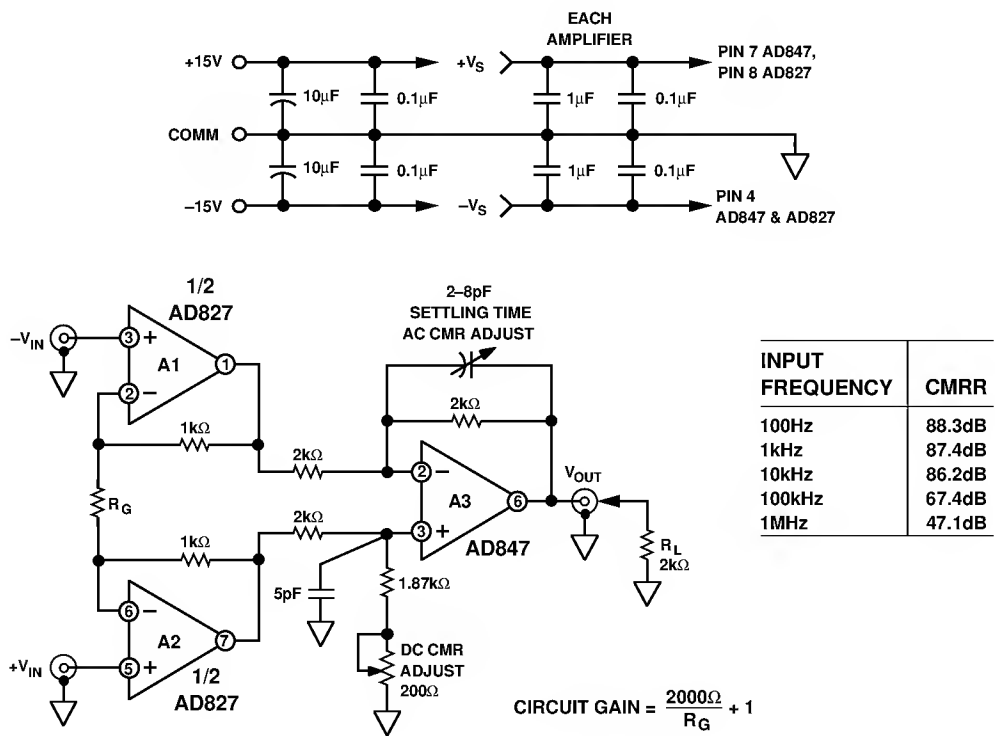 EACH
AMPLIFIER
+15V
10µF
0.1µF
+VS
1µF
0.1µF
PIN 7 AD847,
PIN 8 AD827
COMM
10µF
0.1µF
1µF
0.1µF
–15V
–VS
PIN 4
AD847 & AD827
1/2
AD827
–VIN
3
+
A1
1
2
–
1kΩ
RG
1kΩ
6
–
A2
7
+VIN
5
+
1/2
AD827
2–8pF
SETTLING TIME
AC CMR ADJUST
2kΩ
2kΩ
2
–
A3
6
VOUT
2kΩ
3
+
AD847
RL
2kΩ
5pF
1.87kΩ
DC CMR
ADJUST
200Ω
INPUT
FREQUENCY CMRR
100Hz 88.3dB
1kHz 87.4dB
10kHz 86.2dB
100kHz 67.4dB
1MHz 47.1dB
CIRCUIT GAIN = 2000Ω / RG + 1